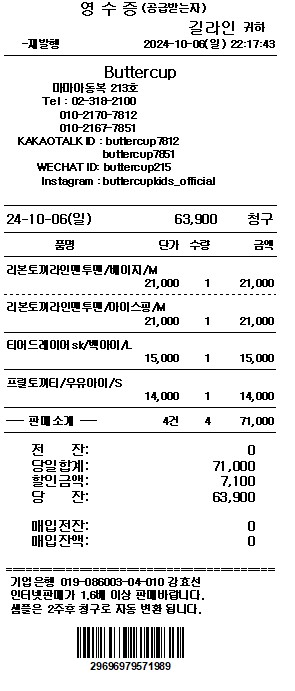 영 수 증 (공급받는자)
길라인 귀하
-재발행 2024-10-06(일) 22:17:43
Buttercup
마마아동복 213호
Tel : 02-318-2100
010-2170-7812
010-2167-7851
KAKAOTALK ID : buttercup7812
buttercup7851
WECHAT ID: buttercup215
Instagram : buttercupkids_official
24-10-06(일) 63,900 청구
품명 단가 수량 금액
리본토끼라인맨투맨/베이지/M
21,000 1 21,000
리본토끼라인맨투맨/아이스핑/M
21,000 1 21,000
티어드레이어sk/백아이/L
15,000 1 15,000
프릴토끼티/우유아이/S
14,000 1 14,000
── 판매소계 ── 4건 4 71,000
전 잔: 0
당일합계: 71,000
할인금액: 7,100
당 잔: 63,900
매입전잔: 0
매입잔액: 0
기업은행 019-086003-04-010 강효선
인터넷판매가 1.6배 이상 판매바랍니다.
샘플은 2주후 청구로 자동 변환 됩니다.
29696979571989